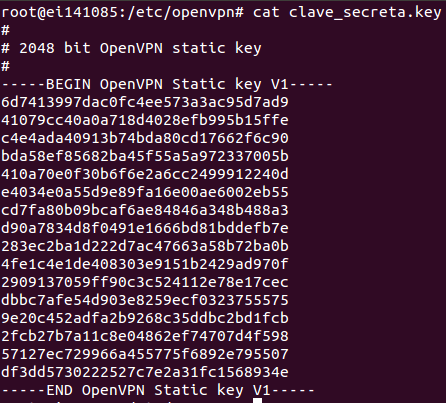 root@ei141085:/etc/openvpn# cat clave_secreta.key
#
# 2048 bit OpenVPN static key
#
-----BEGIN OpenVPN Static key V1-----
6d7413997dac0fc4ee573a3ac95d7ad9
41079cc40a0a718d4028efb995b15ffe
c4e4ada40913b74bda80cd17662f6c90
bda58ef85682ba45f55a5a972337005b
410a70e0f30b6f6e2a6cc2499912240d
e4034e0a55d9e89fa16e00ae6002eb55
cd7fa80b09bcaf6ae84846a348b488a3
d90a7834d8f0491e1666bd81bddefb7e
283ec2ba1d222d7ac47663a58b72ba0b
4fe1c4e1de408303e9151b2429ad970f
2909137059ff90c3c524112e78e17cec
dbbc7afe54d903e8259ecf0323755575
9e20c452adfa2b9268c35ddbc2bd1fcb
2fcb27b7a11c8e04862ef74707d4f598
57127ec729966a455775f6892e795507
df3dd5730222527c7e2a31fc1568934e
-----END OpenVPN Static key V1-----